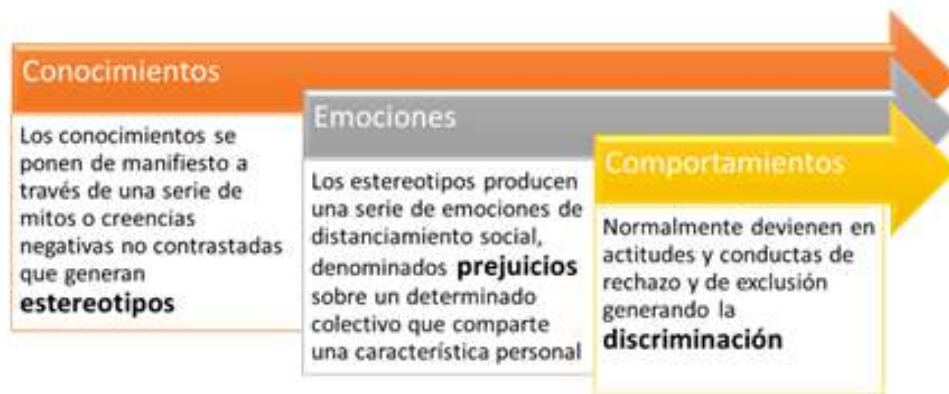 Conocimientos
Los conocimientos se
ponen de manifiesto a
través de una serie de
mitos o creencias
negativas no contrastadas
que generan
estereotipos
Emociones
Los estereotipos producen
una serie de emociones de
distanciamiento social,
denominados prejuicios
sobre un determinado
colectivo que comparte
una característica personal
Comportamientos
Normalmente devienen en
actitudes y conductas de
rechazo y de exclusión
generando la
discriminación